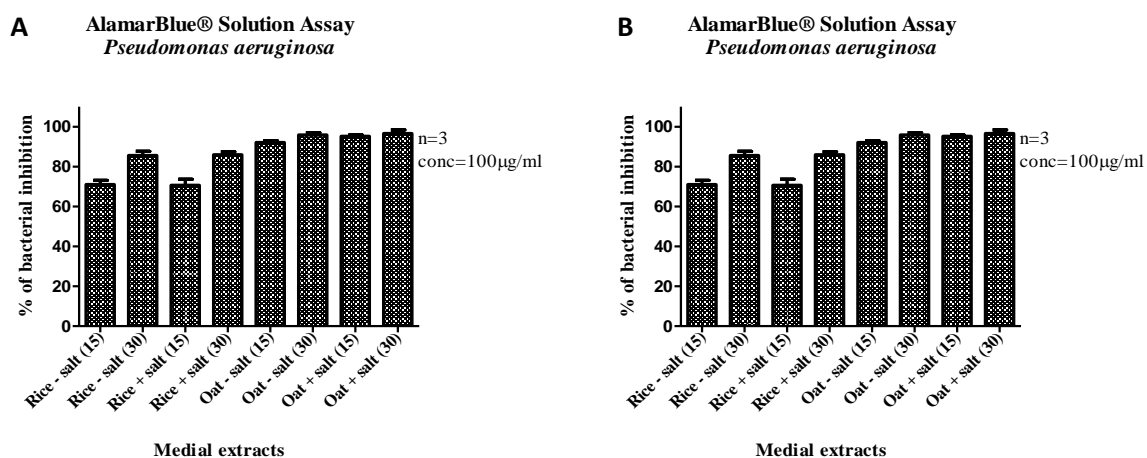 A
AlamarBlue® Solution Assay
Pseudomonas aeruginosa
% of bacterial inhibition
100
80
60
40
20
0
n=3
conc=100µg/ml
Rice - salt (15)
Rice - salt (30)
Rice + salt (15)
Rice + salt (30)
Oat - salt (15)
Oat - salt (30)
Oat + salt (15)
Oat + salt (30)
Medial extracts
B
AlamarBlue® Solution Assay
Pseudomonas aeruginosa
% of bacterial inhibition
100
80
60
40
20
0
n=3
conc=100µg/ml
Rice - salt (15)
Rice - salt (30)
Rice + salt (15)
Rice + salt (30)
Oat - salt (15)
Oat - salt (30)
Oat + salt (15)
Oat + salt (30)
Medial extracts